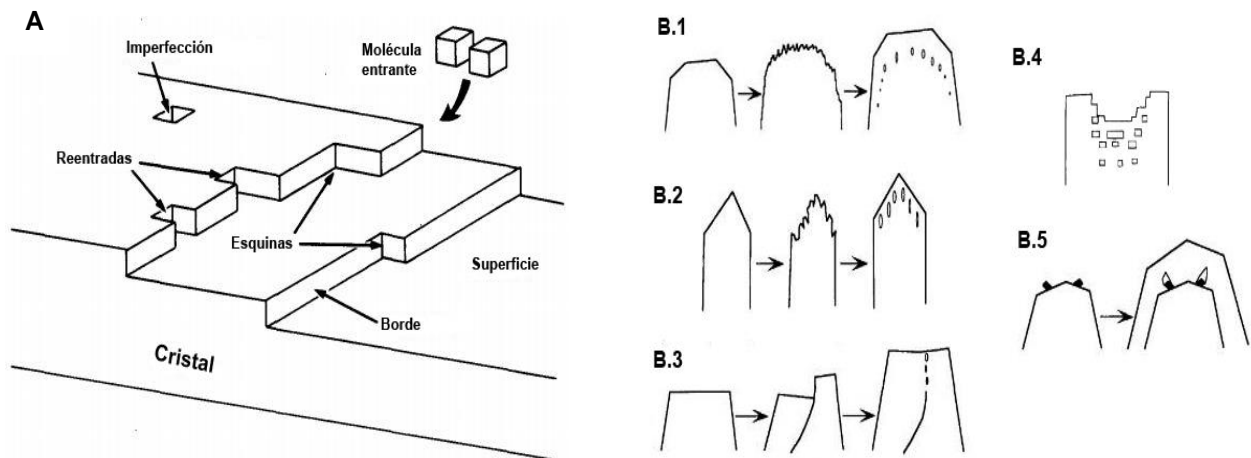 A
Imperfección
Molécula
entrante
Reentradas
Esquinas
Superficie
Borde
Cristal
B.1
B.2
B.3
B.4
B.5